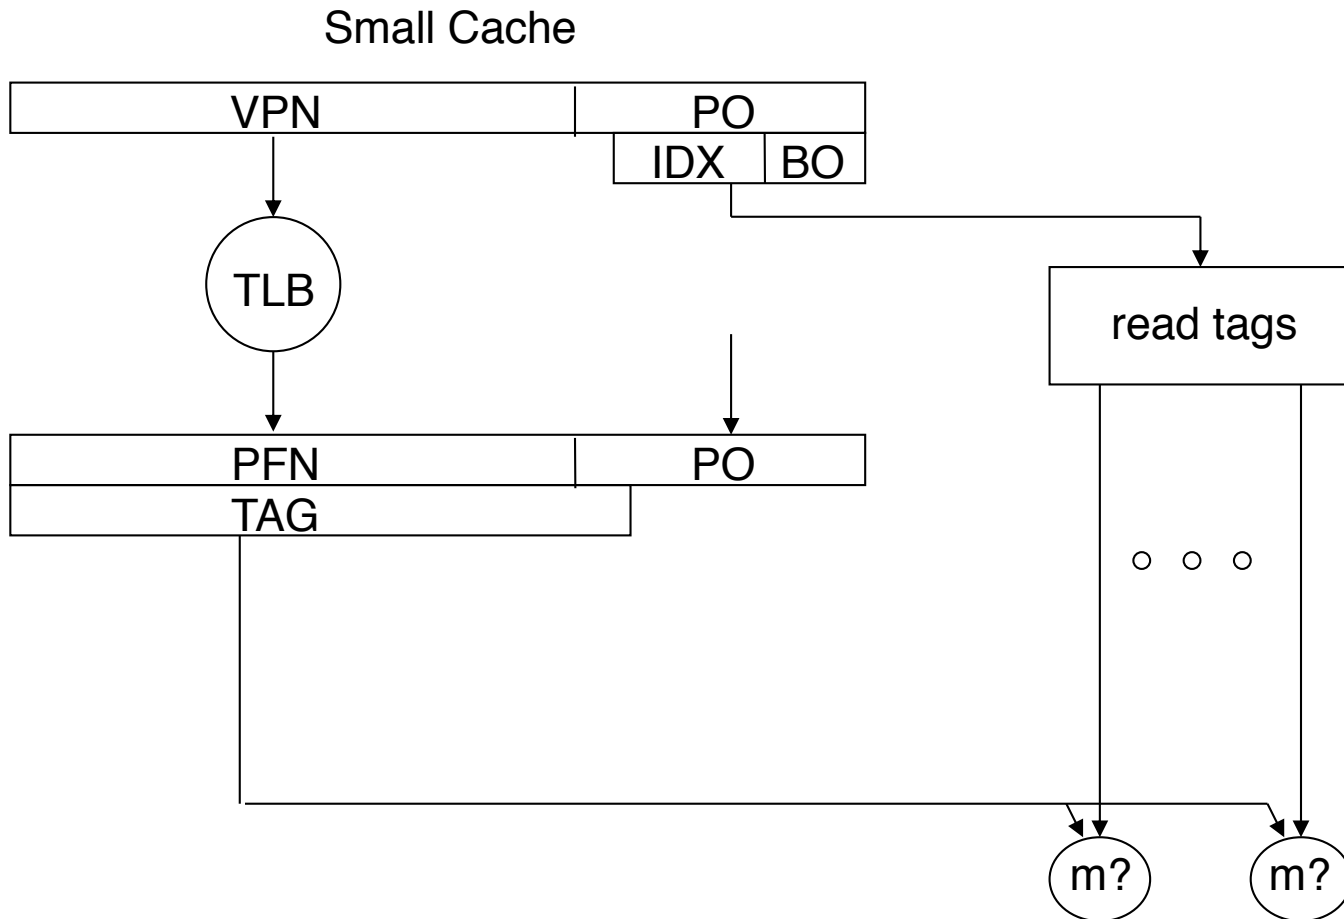 Small Cache
VPN PO
IDX BO
TLB
read tags
PFN PO
TAG
m? m?